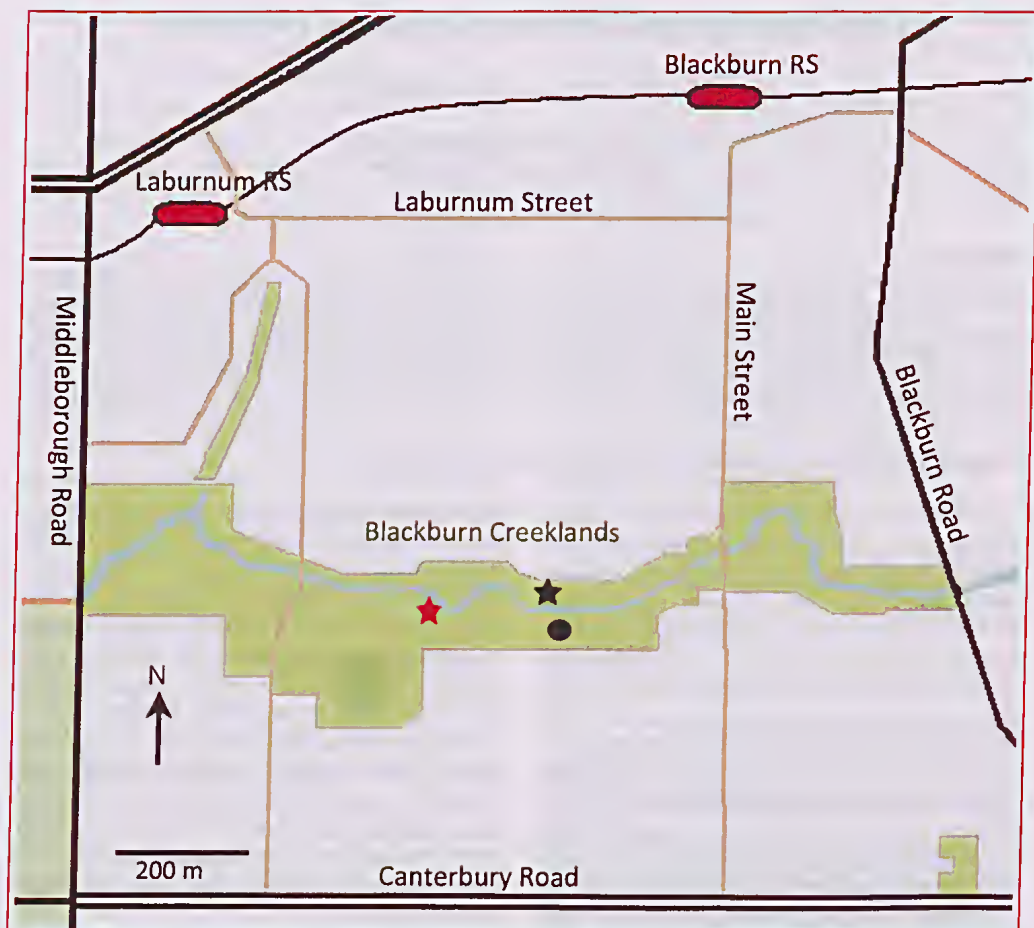 Blackburn RS
Laburnum RS
Laburnum Street
Middleborough Road
Main Street
Blackburn Road
Blackburn Creeklands
N
200 m
Canterbury Road